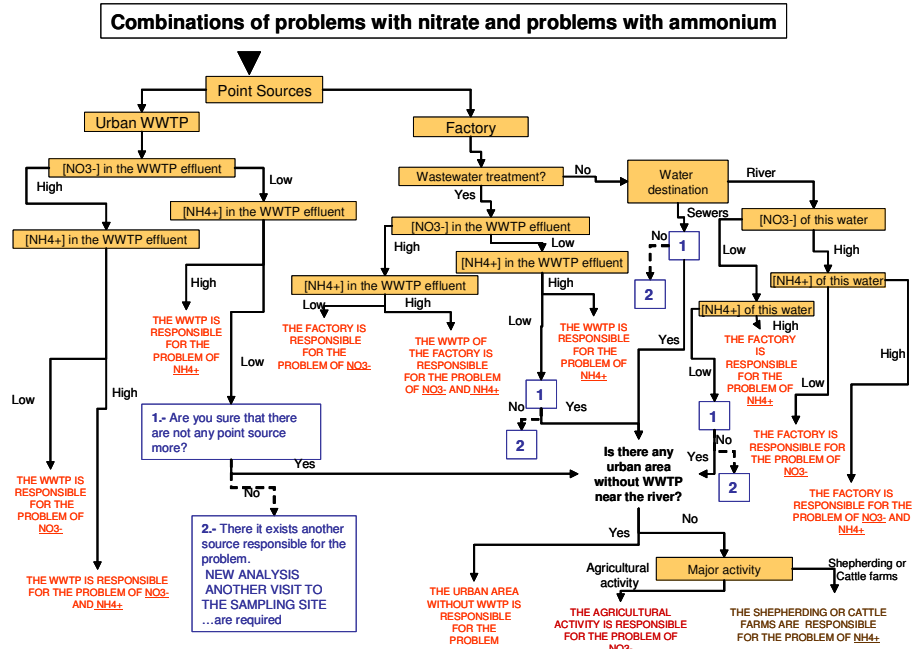 Combinations of problems with nitrate and problems with ammonium
Point Sources
Urban WWTP
Factory
[NO3-] in the WWTP effluent
High
Low
[NH4+] in the WWTP effluent
[NH4+] in the WWTP effluent
High
THE WWTP IS
RESPONSIBLE
FOR THE
PROBLEM OF
NH4+
Low
High
Low
THE WWTP IS
RESPONSIBLE
FOR THE
PROBLEM OF
NO3-
THE WWTP IS RESPONSIBLE
FOR THE PROBLEM OF NO3-
AND NH4+
1.- Are you sure that there
are not any point source
more?
Yes
No
2.- There it exists another
source responsible for the
problem.
NEW ANALYSIS
ANOTHER VISIT TO
THE SAMPLING SITE
...are required
Wastewater treatment?
No
Yes
Water
destination
River
Sewers
[NO3-] in the WWTP effluent
High
Low
[NH4+] in the WWTP effluent
[NH4+] in the WWTP effluent
Low
High
THE FACTORY IS
RESPONSIBLE
FOR THE
PROBLEM OF NO3-
THE WWTP OF
THE FACTORY IS
RESPONSIBLE
FOR THE PROBLEM
OF NO3- AND NH4+
High
Low
THE WWTP IS
RESPONSIBLE
FOR THE
PROBLEM OF
NH4+
1
No
Yes
2
No
1
2
Yes
[NO3-] of this water
Low
High
[NH4+] of this water
[NH4+] of this water
High
THE FACTORY
IS
RESPONSIBLE
FOR THE
PROBLEM OF
NH4+
Low
High
Low
1
No
Yes
2
THE FACTORY IS
RESPONSIBLE FOR
THE PROBLEM OF
NO3-
THE FACTORY IS
RESPONSIBLE FOR THE
PROBLEM OF NO3- AND
NH4+
Is there any
urban area
without WWTP
near the river?
Yes
No
THE URBAN AREA
WITHOUT WWTP IS
RESPONSIBLE
FOR THE
PROBLEM
Major activity
Agricultural
activity
Shepherding or
Cattle farms
THE AGRICULTURAL
ACTIVITY IS RESPONSIBLE
FOR THE PROBLEM OF
NO3-
THE SHEPHERDING OR CATTLE
FARMS ARE RESPONSIBLE
FOR THE PROBLEM OF NH4+